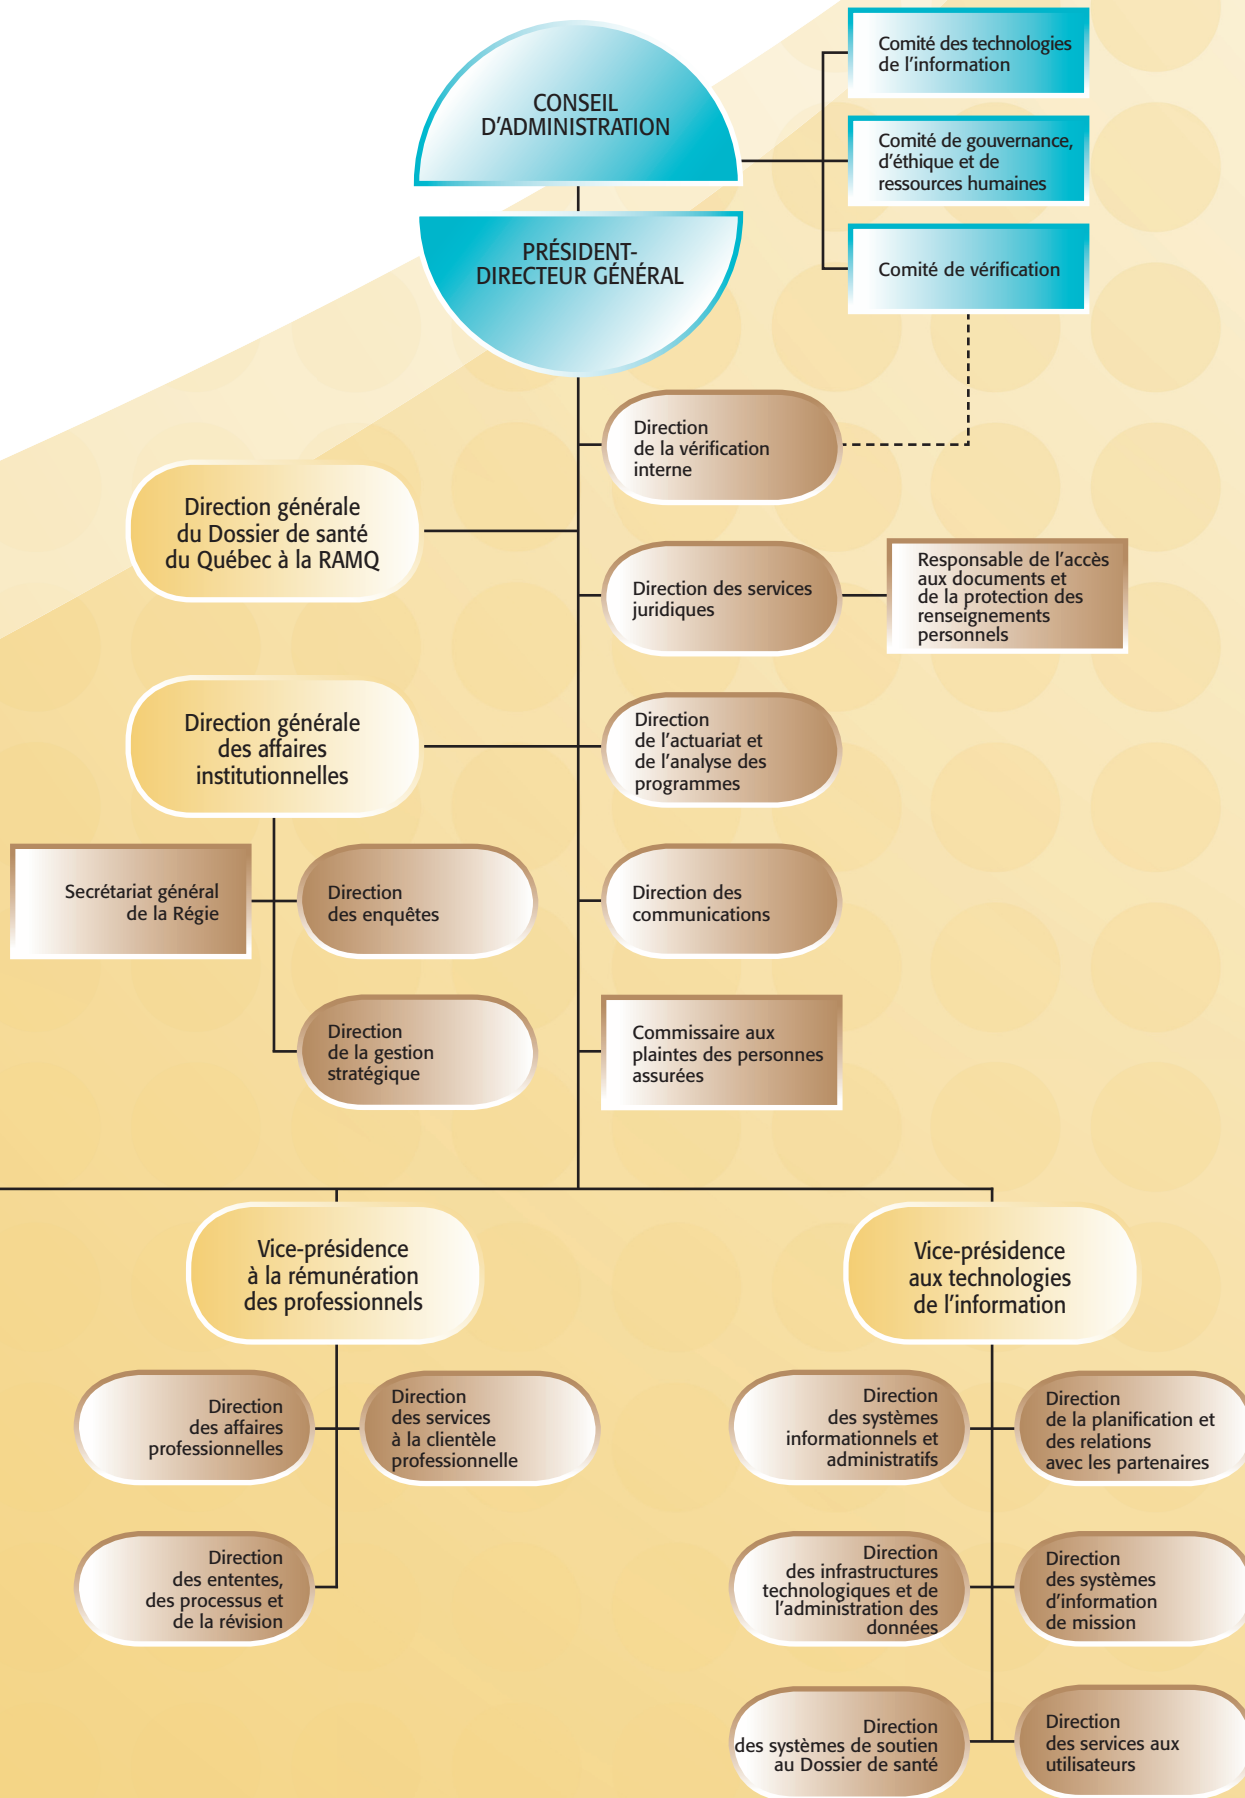 CONSEIL
D'ADMINISTRATION
Comité des technologies
de l'information
Comité de gouvernance,
d'éthique et de
ressources humaines
PRÉSIDENT-
DIRECTEUR GÉNÉRAL
Comité de vérification
Direction
de la vérification
interne
Direction générale
du Dossier de santé
du Québec à la RAMQ
Direction des services
juridiques
Responsable de l'accès
aux documents et
de la protection des
renseignements
personnels
Direction générale
des affaires
institutionnelles
Direction
de l'actuariat et
de l'analyse des
programmes
Secrétariat général
de la Régie
Direction
des enquêtes
Direction des
communications
Direction
de la gestion
stratégique
Commissaire aux
plaintes des personnes
assurées
Vice-présidence
à la rémunération
des professionnels
Vice-présidence
aux technologies
de l'information
Direction
des affaires
professionnelles
Direction
des services
à la clientèle
professionnelle
Direction
des systèmes
informationnels et
administratifs
Direction
de la planification et
des relations
avec les partenaires
Direction
des ententes,
des processus et
de la révision
Direction
des infrastructures
technologiques et de
l'administration des
données
Direction
des systèmes
d'information
de mission
Direction
des systèmes de soutien
au Dossier de santé
Direction
des services aux
utilisateurs